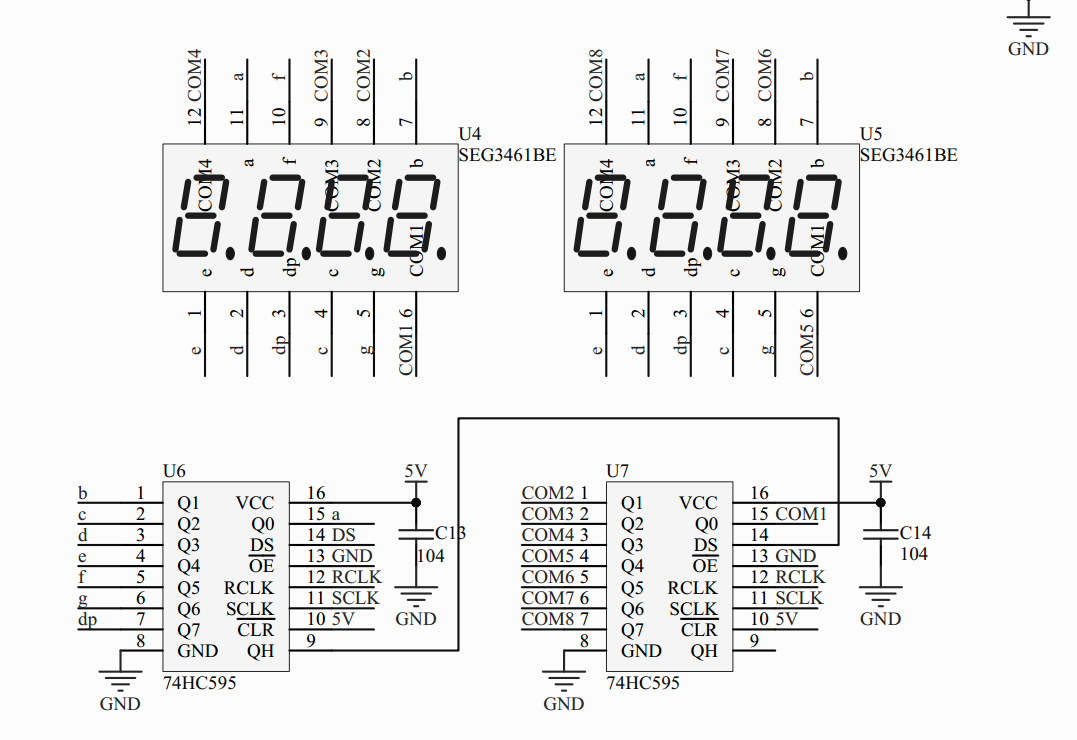 GND
COM4 a f COM3 COM2 b
12 11 10 9 8 7
U4
SEG3461BE
COM4 a f COM3 COM2 b
e d dp c g COM1
1 2 3 4 5 6
e d dp c g COM1
COM8 a f COM7 COM6 b
12 11 10 9 8 7
U5
SEG3461BE
COM4 a f COM3 COM2 b
e d dp c g COM1
1 2 3 4 5 6
e d dp c g COM5
U6
b 1 Q1 VCC 16
c 2 Q2 Q0 15 a
d 3 Q3 DS 14 DS
e 4 Q4 OE 13 GND
f 5 Q5 RCLK 12 RCLK
g 6 Q6 SCLK 11 SCLK
dp 7 Q7 CLR 10 5V
8 GND QH 9
74HC595
GND
5V
C13
104
GND
U7
COM2 1 Q1 VCC 16
COM3 2 Q2 Q0 15 COM1
COM4 3 Q3 DS 14
COM5 4 Q4 OE 13 GND
COM6 5 Q5 RCLK 12 RCLK
COM7 6 Q6 SCLK 11 SCLK
COM8 7 Q7 CLR 10 5V
8 GND QH 9
74HC595
GND
5V
C14
104
GND